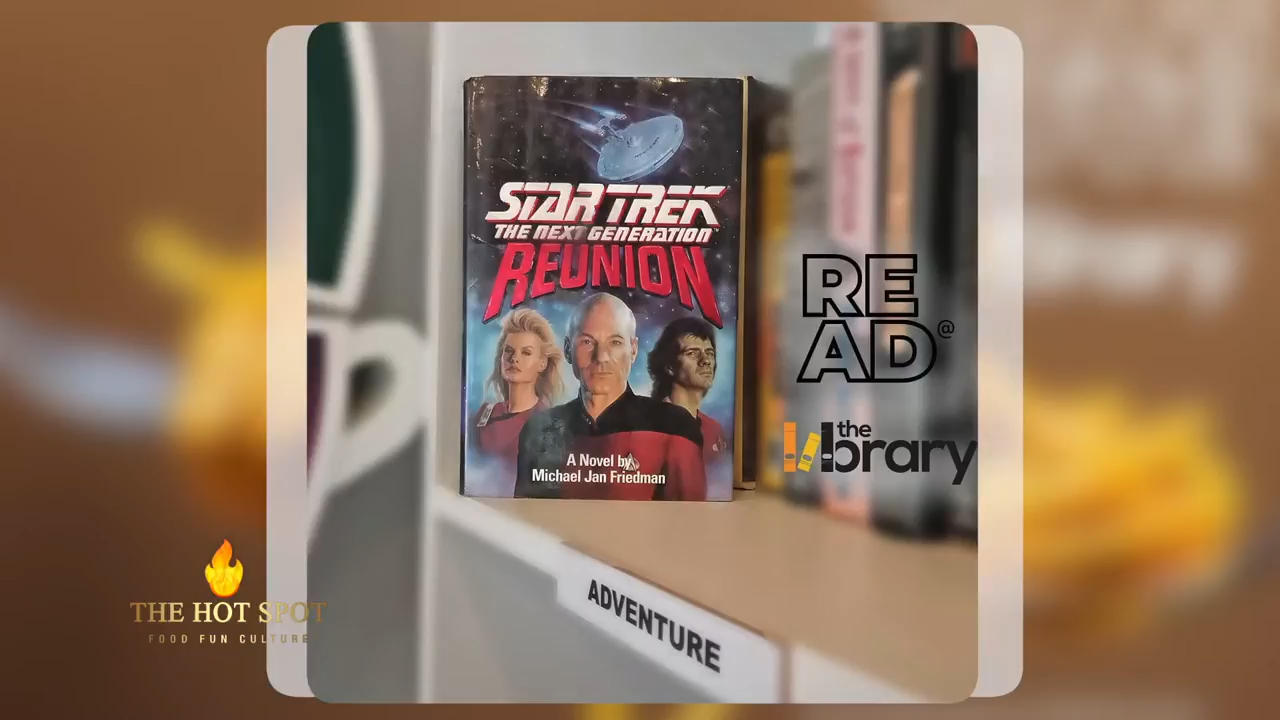 STAR TREK
THE NEXT GENERATION
REUNION
A Novel by
Michael Jan Friedman
RE
AD@
the
library
ADVENTURE
THE HOT SPOT
FOOD FUN CULTURE